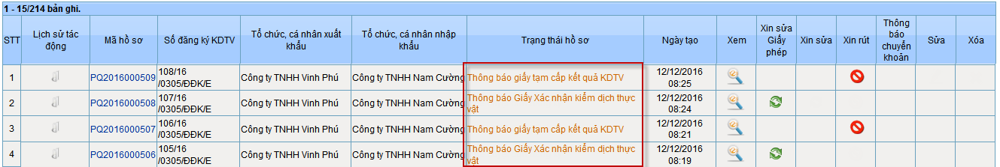 1 - 15/214 bản ghi.
STT
Lịch sử tác
động
Mã hồ sơ
Số đăng ký KDTV
Tổ chức, cá nhân xuất
khẩu
Tổ chức, cá nhân nhập
khẩu
Trạng thái hồ sơ
Ngày tạo
Xem
Xin sửa
Giấy
phép
Xin sửa
Xin rút
Thông
báo
chuyển
khoản
Sửa
Xóa
1
PQ2016000509
108/16
/0305/ĐĐK/E
Công ty TNHH Vinh Phú
Công ty TNHH Nam Cường
Thông báo giấy tạm cấp kết quả KDTV
12/12/2016
08:25
2
PQ2016000508
107/16
/0305/ĐĐK/E
Công ty TNHH Vinh Phú
Công ty TNHH Nam Cường
Thông báo Giấy Xác nhận kiểm dịch thực
vật
12/12/2016
08:24
3
PQ2016000507
106/16
/0305/ĐĐK/E
Công ty TNHH Vinh Phú
Công ty TNHH Nam Cường
Thông báo giấy tạm cấp kết quả KDTV
12/12/2016
08:21
4
PQ2016000506
105/16
/0305/ĐĐK/E
Công ty TNHH Vinh Phú
Công ty TNHH Nam Cường
Thông báo Giấy Xác nhận kiểm dịch thực
vật
12/12/2016
08:19